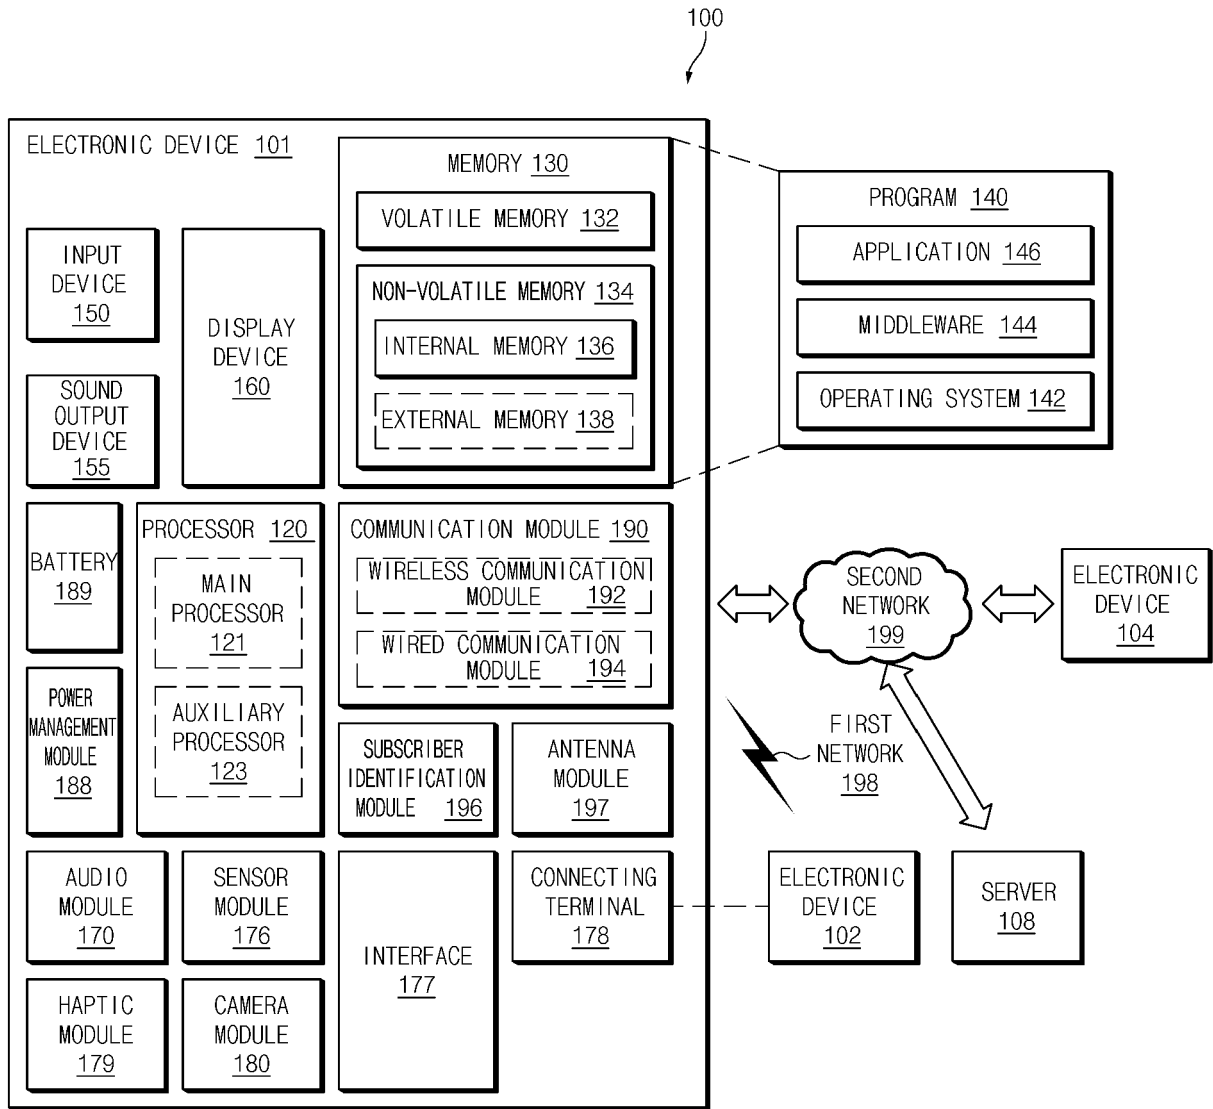 100
ELECTRONIC DEVICE 101
MEMORY 130
VOLATILE MEMORY 132
NON-VOLATILE MEMORY 134
INTERNAL MEMORY 136
EXTERNAL MEMORY 138
PROGRAM 140
APPLICATION 146
MIDDLEWARE 144
OPERATING SYSTEM 142
INPUT
DEVICE
150
DISPLAY
DEVICE
160
SOUND
OUTPUT
DEVICE
155
BATTERY
189
PROCESSOR 120
MAIN
PROCESSOR
121
AUXILIARY
PROCESSOR
123
COMMUNICATION MODULE 190
WIRELESS COMMUNICATION
MODULE 192
WIRED COMMUNICATION
MODULE 194
SECOND
NETWORK
199
ELECTRONIC
DEVICE
104
POWER
MANAGEMENT
MODULE
188
SUBSCRIBER
IDENTIFICATION
MODULE 196
ANTENNA
MODULE
197
FIRST
NETWORK
198
AUDIO
MODULE
170
SENSOR
MODULE
176
INTERFACE
177
CONNECTING
TERMINAL
178
ELECTRONIC
DEVICE
102
SERVER
108
HAPTIC
MODULE
179
CAMERA
MODULE
180